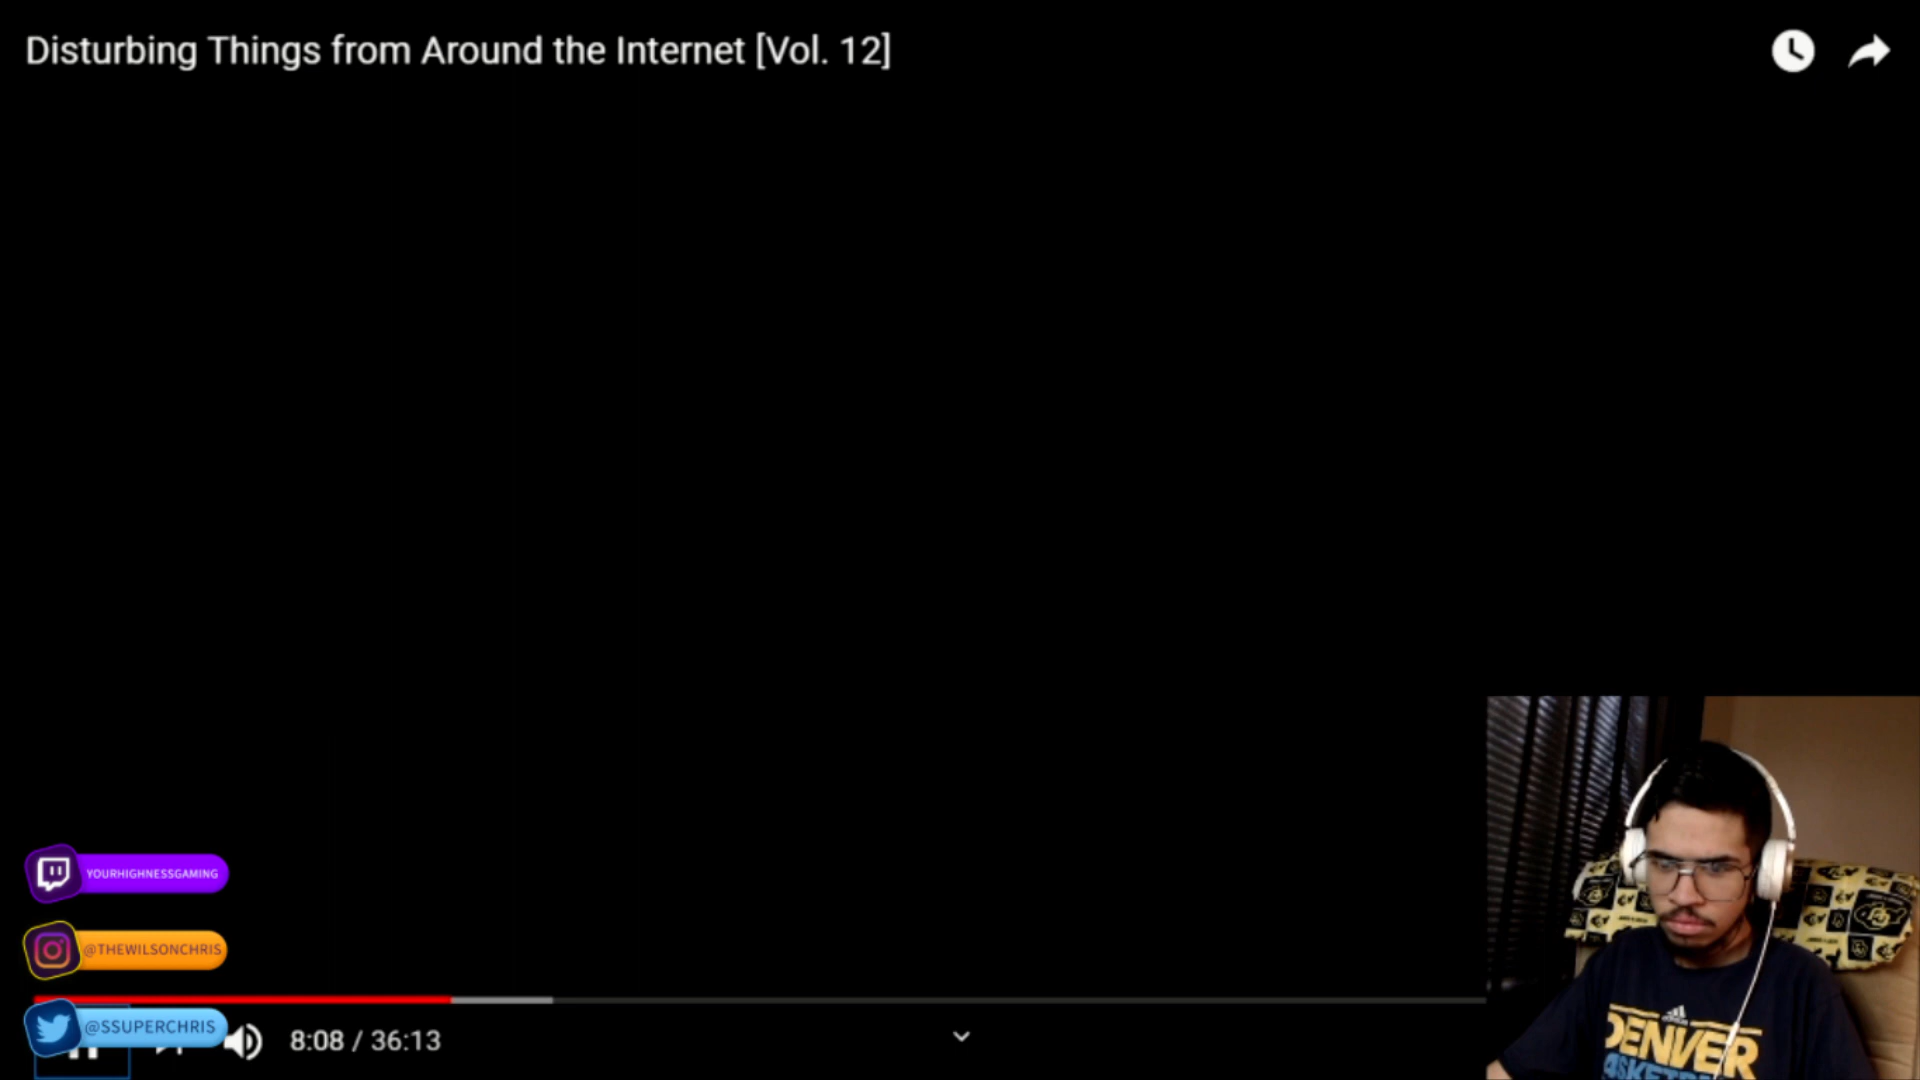 Disturbing Things from Around the Internet [Vol. 12]
YOURHIGHNESSGAMING
@THEWILSONCHRIS
@SSUPERCHRIS
8:08 / 36:13
DENVER